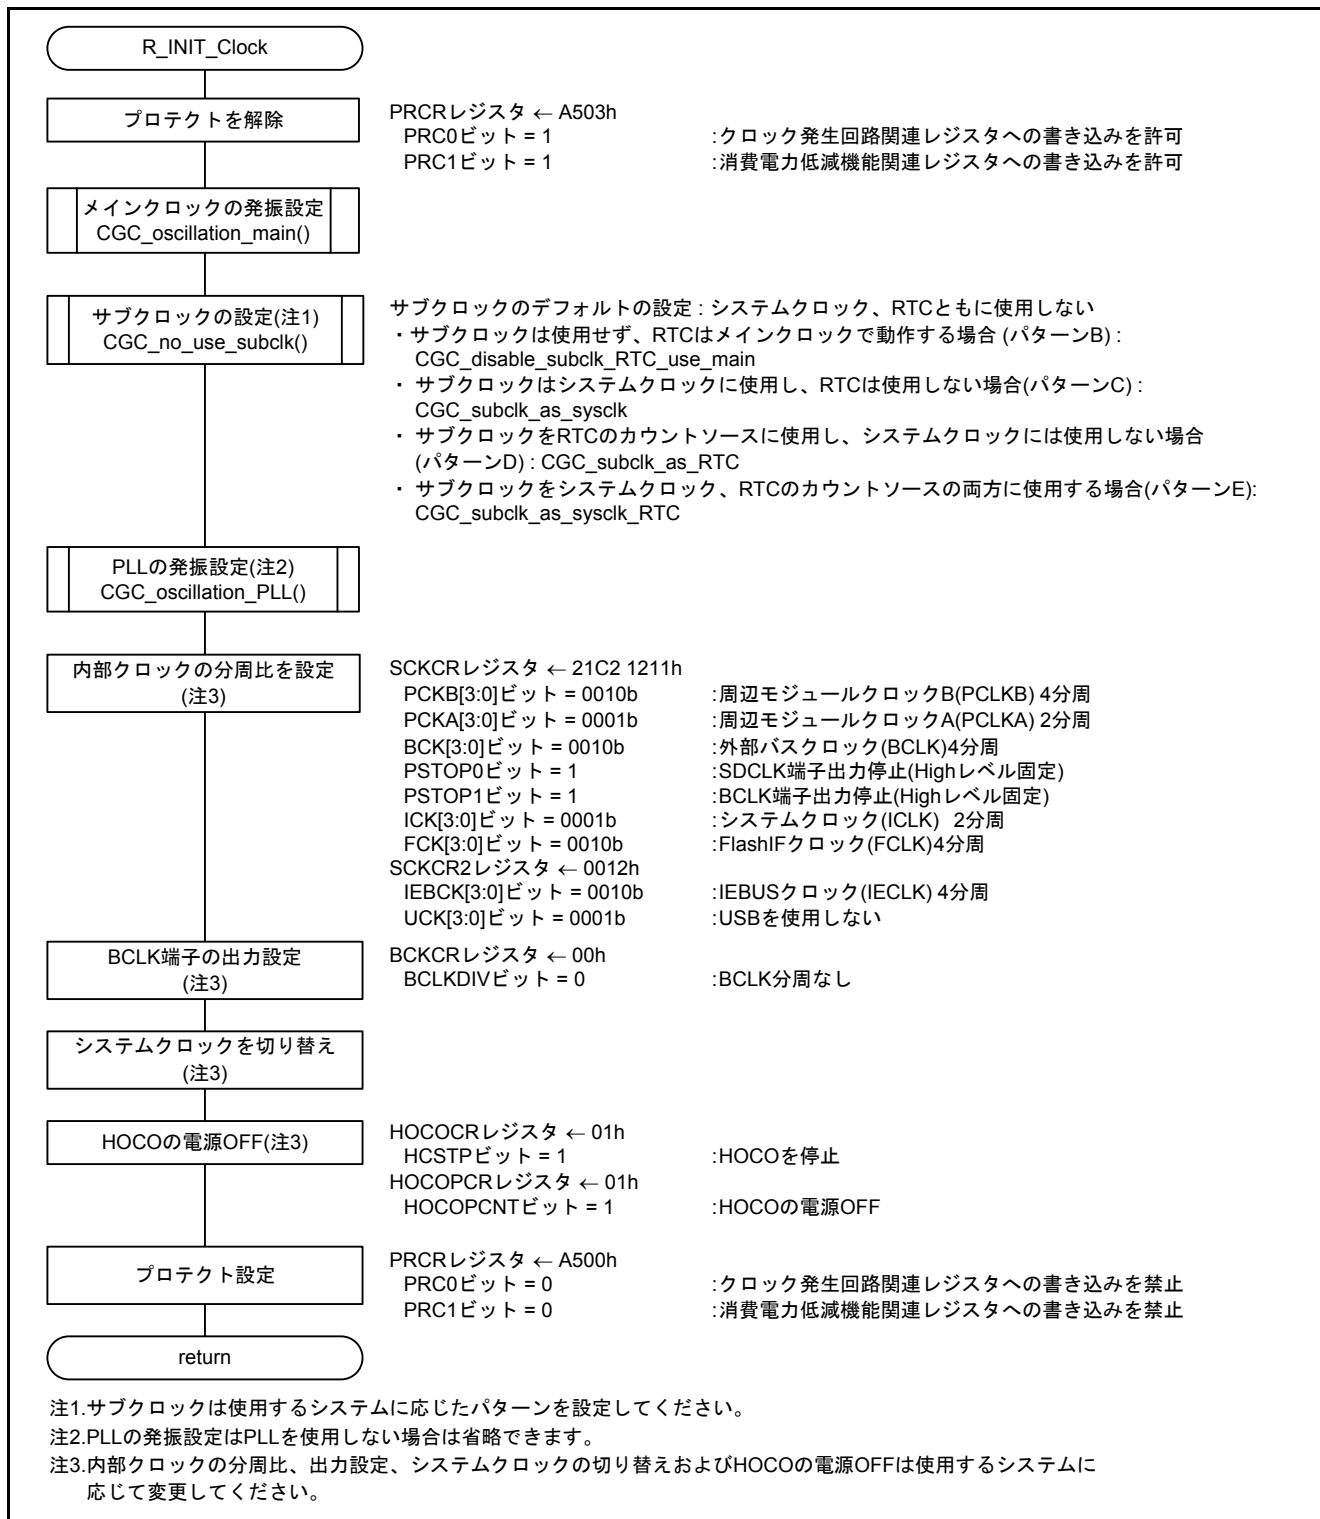 R_INIT_Clock
プロテクトを解除
PRCRレジスタ ← A503h
PRC0ビット = 1 :クロック発生回路関連レジスタへの書き込みを許可
PRC1ビット = 1 :消費電力低減機能関連レジスタへの書き込みを許可
メインクロックの発振設定
CGC_oscillation_main()
サブクロックの設定(注1)
CGC_no_use_subclk()
サブクロックのデフォルトの設定 : システムクロック、RTCともに使用しない
・サブクロックは使用せず、RTCはメインクロックで動作する場合 (パターンB) :
CGC_disable_subclk_RTC_use_main
・ サブクロックはシステムクロックに使用し、RTCは使用しない場合(パターンC) :
CGC_subclk_as_sysclk
・ サブクロックをRTCのカウントソースに使用し、システムクロックには使用しない場合
(パターンD) : CGC_subclk_as_RTC
・ サブクロックをシステムクロック、RTCのカウントソースの両方に使用する場合(パターンE):
CGC_subclk_as_sysclk_RTC
PLLの発振設定(注2)
CGC_oscillation_PLL()
内部クロックの分周比を設定
(注3)
SCKCRレジスタ ← 21C2 1211h
PCKB[3:0]ビット = 0010b :周辺モジュールクロックB(PCLKB) 4分周
PCKA[3:0]ビット = 0001b :周辺モジュールクロックA(PCLKA) 2分周
BCK[3:0]ビット = 0010b :外部バスクロック(BCLK)4分周
PSTOP0ビット = 1 :SDCLK端子出力停止(Highレベル固定)
PSTOP1ビット = 1 :BCLK端子出力停止(Highレベル固定)
ICK[3:0]ビット = 0001b :システムクロック(ICLK) 2分周
FCK[3:0]ビット = 0010b :FlashIFクロック(FCLK)4分周
SCKCR2レジスタ ← 0012h
IEBCK[3:0]ビット = 0010b :IEBUSクロック(IECLK) 4分周
UCK[3:0]ビット = 0001b :USBを使用しない
BCLK端子の出力設定
(注3)
BCKCRレジスタ ← 00h
BCLKDIVビット = 0 :BCLK分周なし
システムクロックを切り替え
(注3)
HOCOの電源OFF(注3)
HOCOCRレジスタ ← 01h
HCSTPビット = 1 :HOCOを停止
HOCOPCRレジスタ ← 01h
HOCOPCNTビット = 1 :HOCOの電源OFF
プロテクト設定
PRCRレジスタ ← A500h
PRC0ビット = 0 :クロック発生回路関連レジスタへの書き込みを禁止
PRC1ビット = 0 :消費電力低減機能関連レジスタへの書き込みを禁止
return
注1.サブクロックは使用するシステムに応じたパターンを設定してください。
注2.PLLの発振設定はPLLを使用しない場合は省略できます。
注3.内部クロックの分周比、出力設定、システムクロックの切り替えおよびHOCOの電源OFFは使用するシステムに
応じて変更してください。